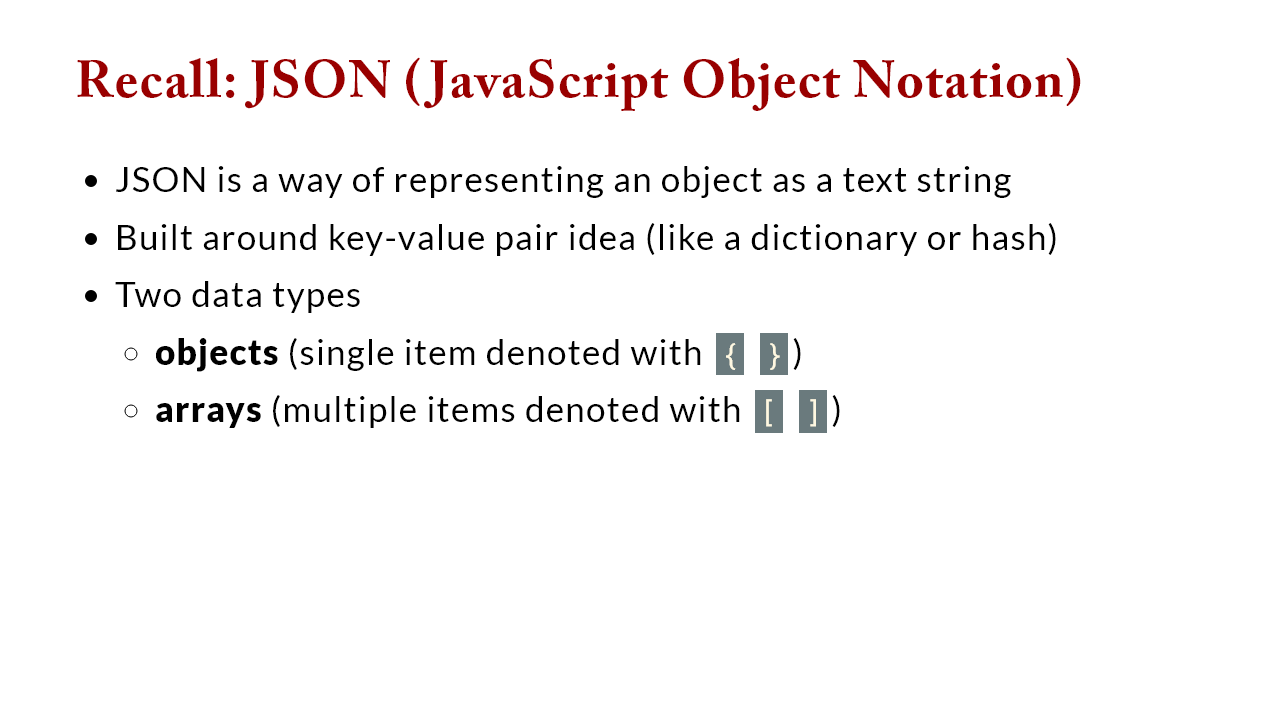 Recall: JSON (JavaScript Object Notation)
JSON is a way of representing an object as a text string
Built around key-value pair idea (like a dictionary or hash)
Two data types
objects (single item denoted with { })
arrays (multiple items denoted with [ ])